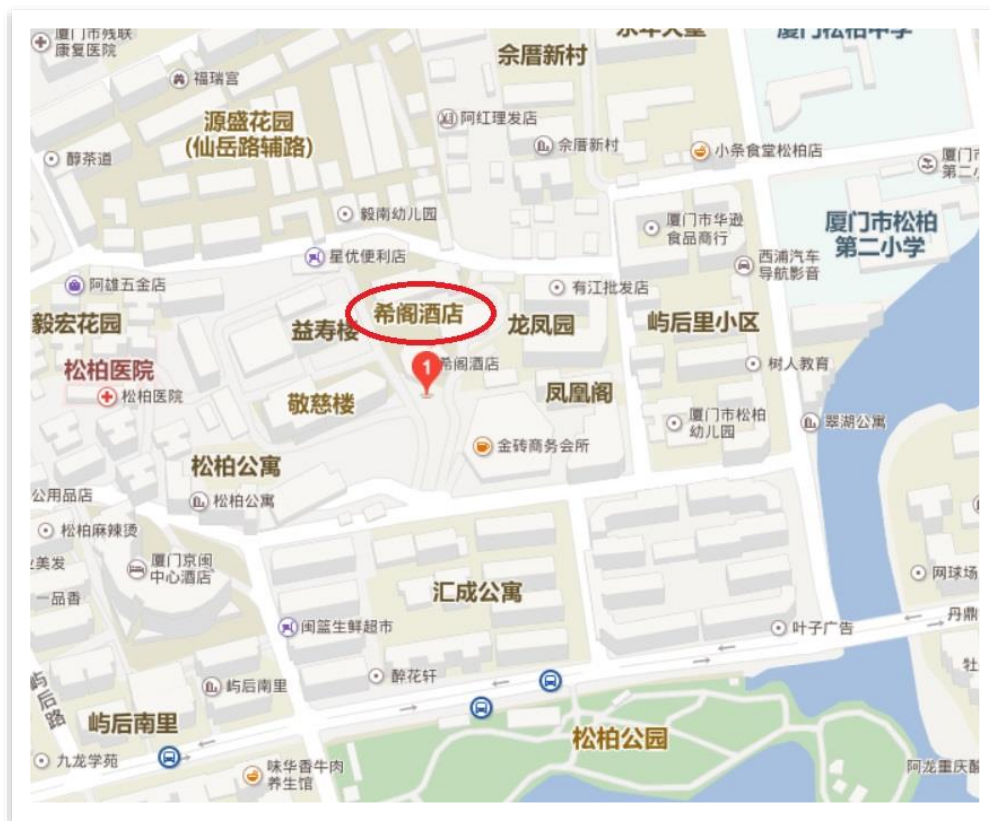 厦门市残联
康复医院
福瑞宫
佘厝新村
源盛花园
(仙岳路辅路)
阿红理发店
佘厝新村
小条食堂松柏店
醇茶道
毅南幼儿园
厦门市华逊
食品商行
厦门市松柏
第二小学
西浦汽车
导航影音
星优便利店
阿雄五金店
有江批发店
希阁酒店
毅宏花园
益寿楼
龙凤园
屿后里小区
松柏医院
松柏医院
1
希阁酒店
树人教育
敬慈楼
凤凰阁
厦门市松柏
幼儿园
翠湖公寓
金砖商务会所
松柏公寓
松柏公寓
公用品店
松柏麻辣烫
美发
厦门京闽
中心酒店
一品香
网球场
汇成公寓
闽篮生鲜超市
叶子广告
丹鼎
醉花轩
屿后南里
屿后路
屿后南里
松柏公园
九龙学苑
味华香牛肉
养生馆
阿龙重庆